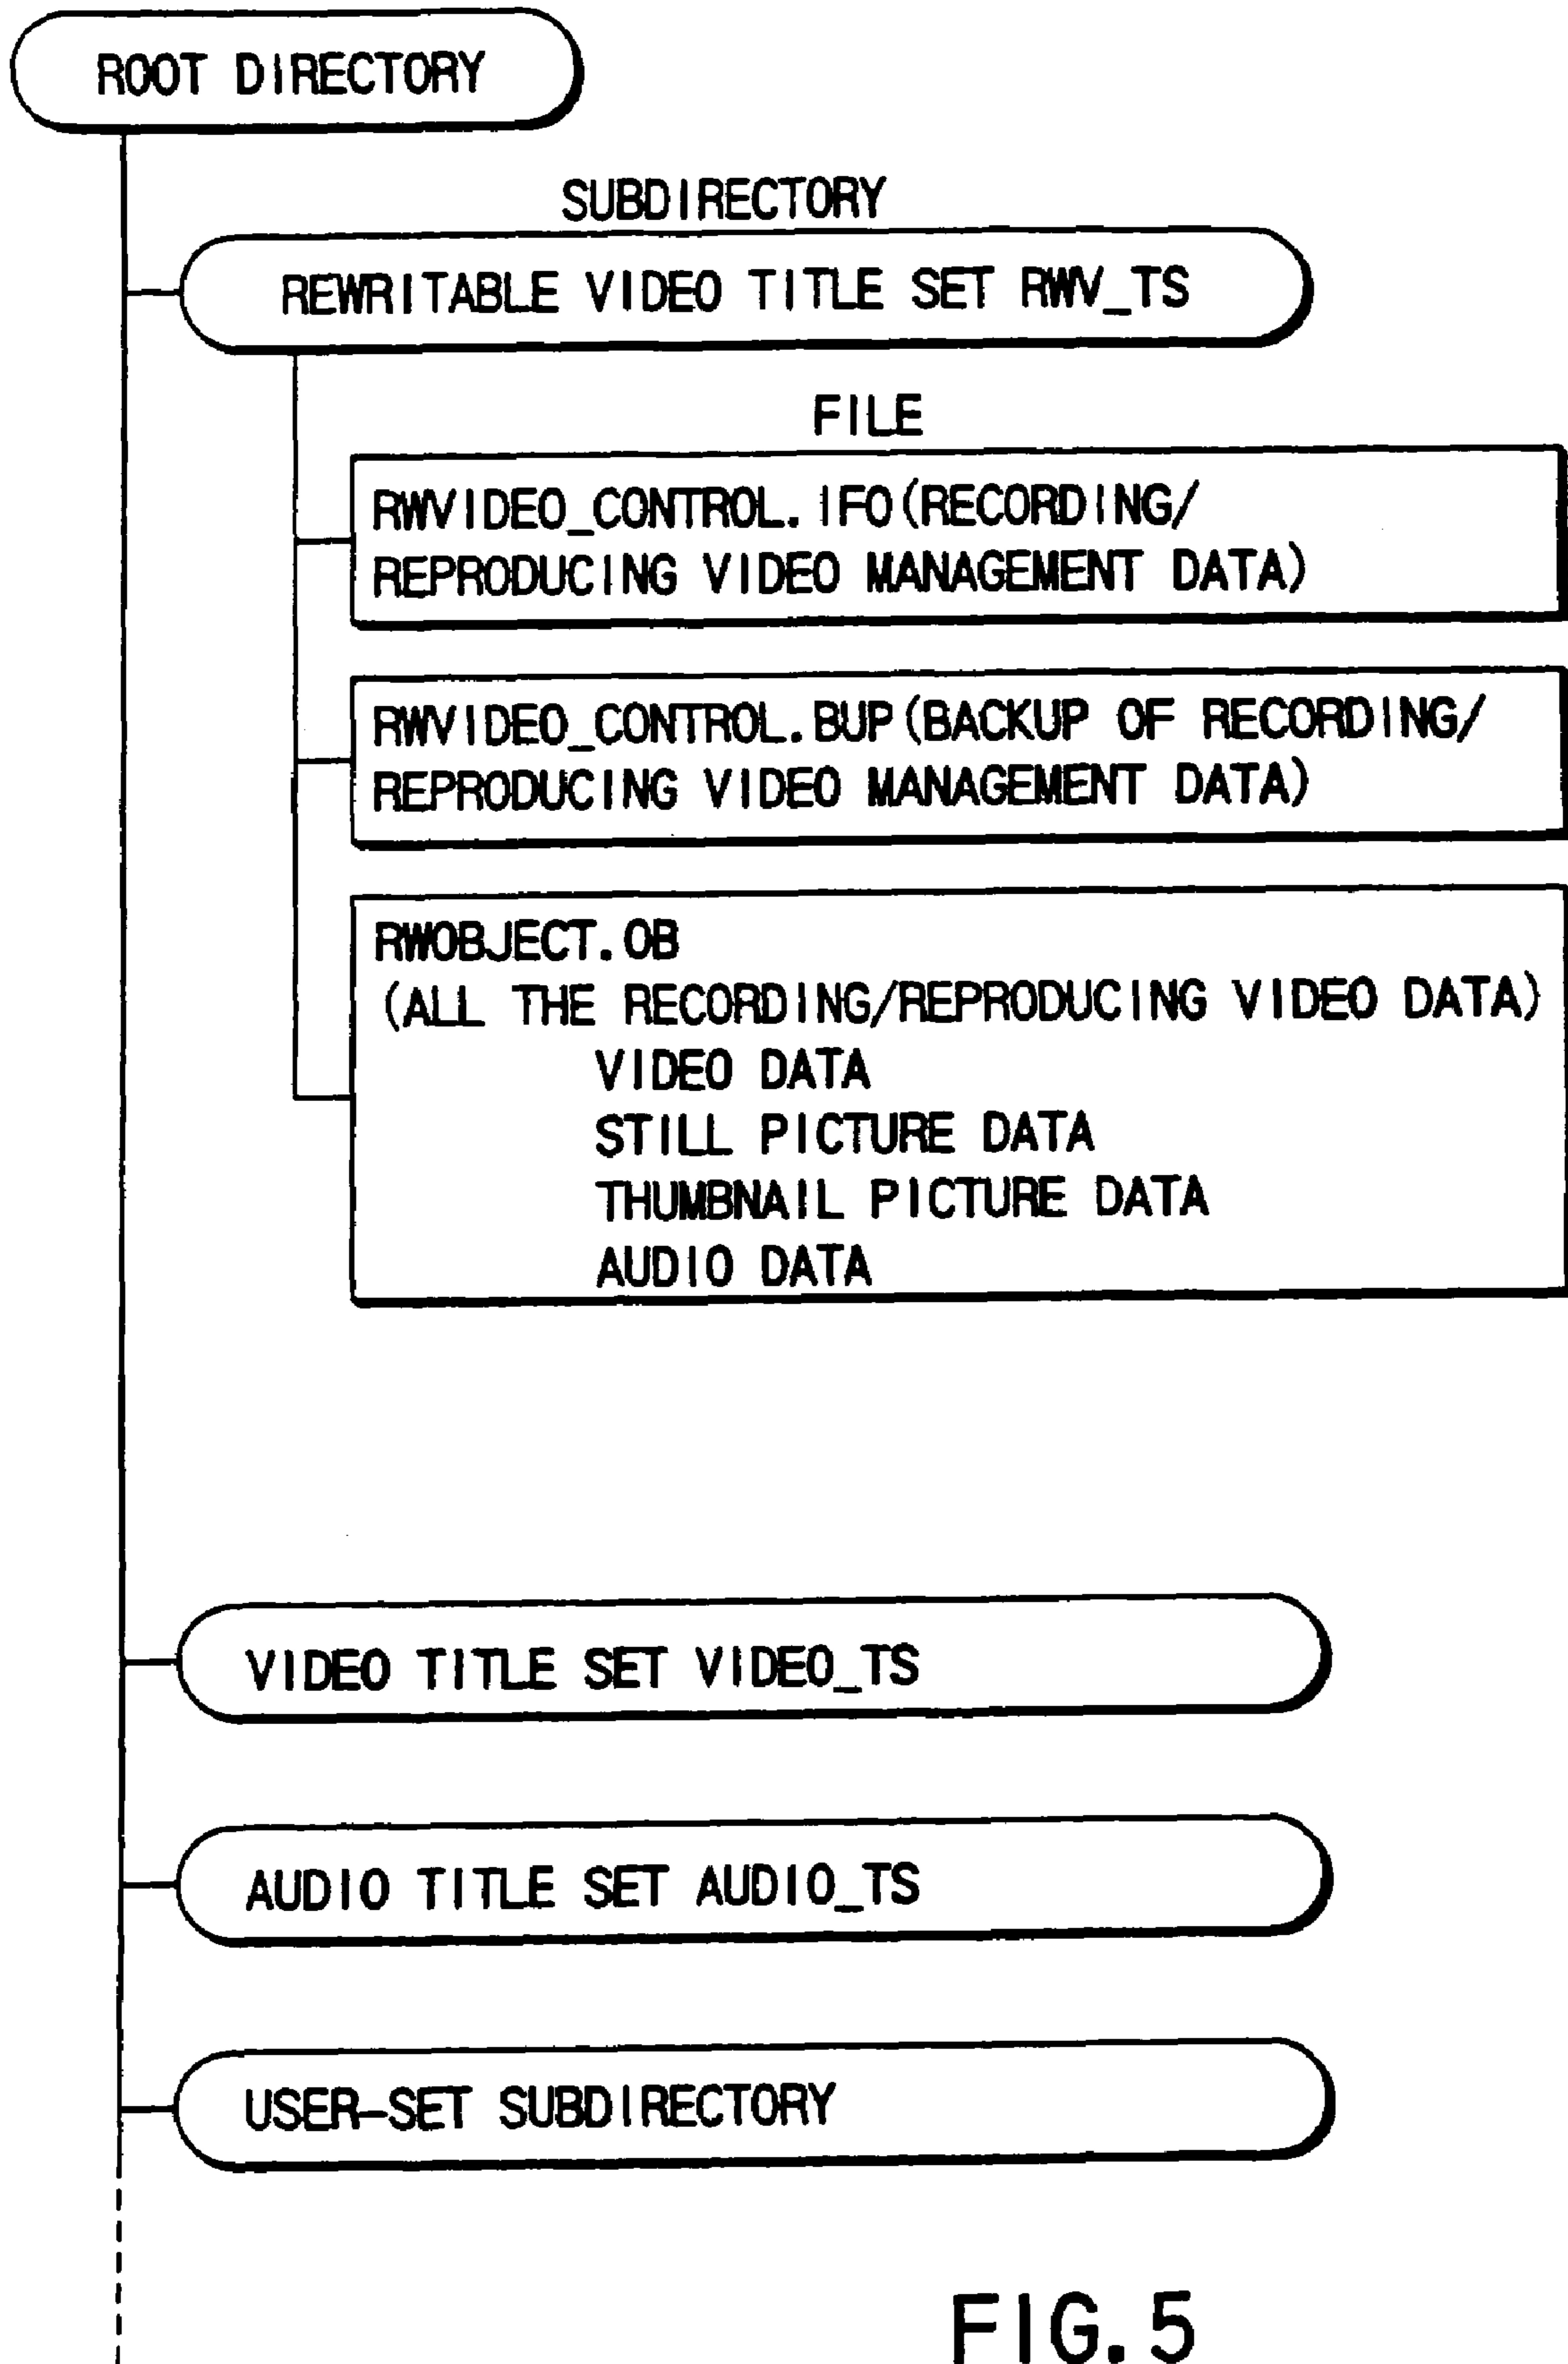 ROOT DIRECTORY
SUBDIRECTORY
REWRITABLE VIDEO TITLE SET RWV_TS
FILE
RWVIDEO_CONTROL.IFO(RECORDING/
REPRODUCING VIDEO MANAGEMENT DATA)
RWVIDEO_CONTROL.BUP(BACKUP OF RECORDING/
REPRODUCING VIDEO MANAGEMENT DATA)
RWOBJECT.OB
(ALL THE RECORDING/REPRODUCING VIDEO DATA)
VIDEO DATA
STILL PICTURE DATA
THUMBNAIL PICTURE DATA
AUDIO DATA
VIDEO TITLE SET VIDEO_TS
AUDIO TITLE SET AUDIO_TS
USER-SET SUBDIRECTORY
FIG. 5